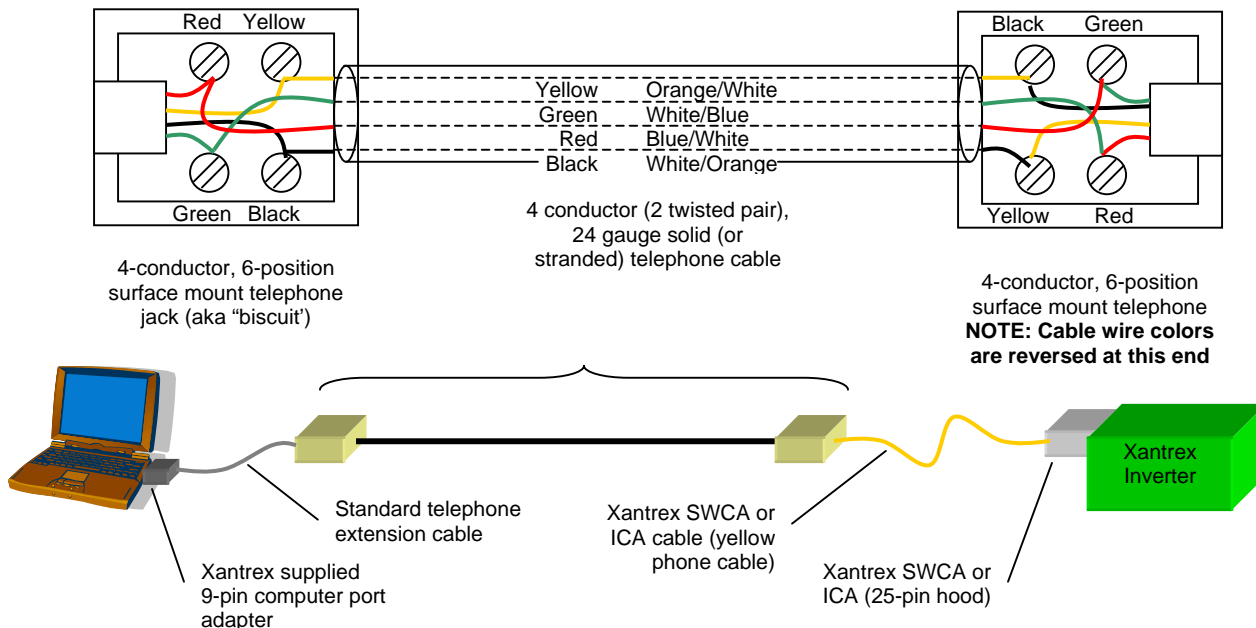 Red Yellow
Black Green
Yellow Orange/White
Green White/Blue
Red Blue/White
Black White/Orange
Green Black
Yellow Red
4 conductor (2 twisted pair),
24 gauge solid (or
stranded) telephone cable
4-conductor, 6-position
surface mount telephone
jack (aka “biscuit’)
4-conductor, 6-position
surface mount telephone
NOTE: Cable wire colors
are reversed at this end
Xantrex
Inverter
Standard telephone
extension cable
Xantrex SWCA or
ICA cable (yellow
phone cable)
Xantrex supplied
9-pin computer port
adapter
Xantrex SWCA or
ICA (25-pin hood)